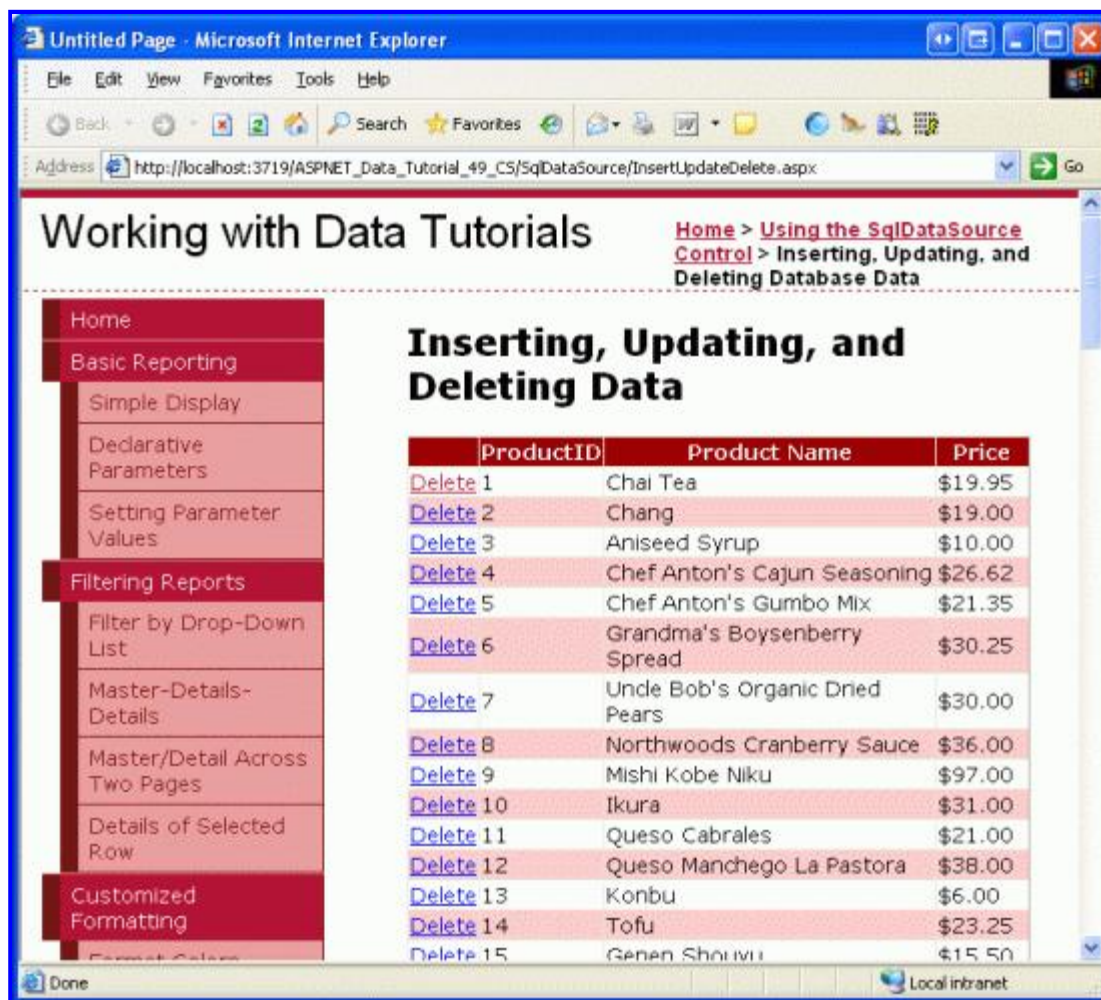 Untitled Page - Microsoft Internet Explorer
File Edit View Favorites Tools Help
Back Search Favorites
Address http://localhost:3719/ASPNET_Data_Tutorial_49_CS/SqlDataSource/InsertUpdateDelete.aspx Go
Working with Data Tutorials
Home > Using the SqlDataSource
Control > Inserting, Updating, and
Deleting Database Data
Home
Basic Reporting
Simple Display
Declarative
Parameters
Setting Parameter
Values
Filtering Reports
Filter by Drop-Down
List
Master-Details-
Details
Master/Detail Across
Two Pages
Details of Selected
Row
Customized
Formatting
Format Colors
Inserting, Updating, and
Deleting Data
ProductID Product Name Price
Delete 1 Chai Tea $19.95
Delete 2 Chang $19.00
Delete 3 Aniseed Syrup $10.00
Delete 4 Chef Anton's Cajun Seasoning $26.62
Delete 5 Chef Anton's Gumbo Mix $21.35
Delete 6 Grandma's Boysenberry
Spread $30.25
Delete 7 Uncle Bob's Organic Dried
Pears $30.00
Delete 8 Northwoods Cranberry Sauce $36.00
Delete 9 Mishi Kobe Niku $97.00
Delete 10 Ikura $31.00
Delete 11 Queso Cabrales $21.00
Delete 12 Queso Manchego La Pastora $38.00
Delete 13 Konbu $6.00
Delete 14 Tofu $23.25
Delete 15 Genen Shouyu $15.50
Done Local intranet